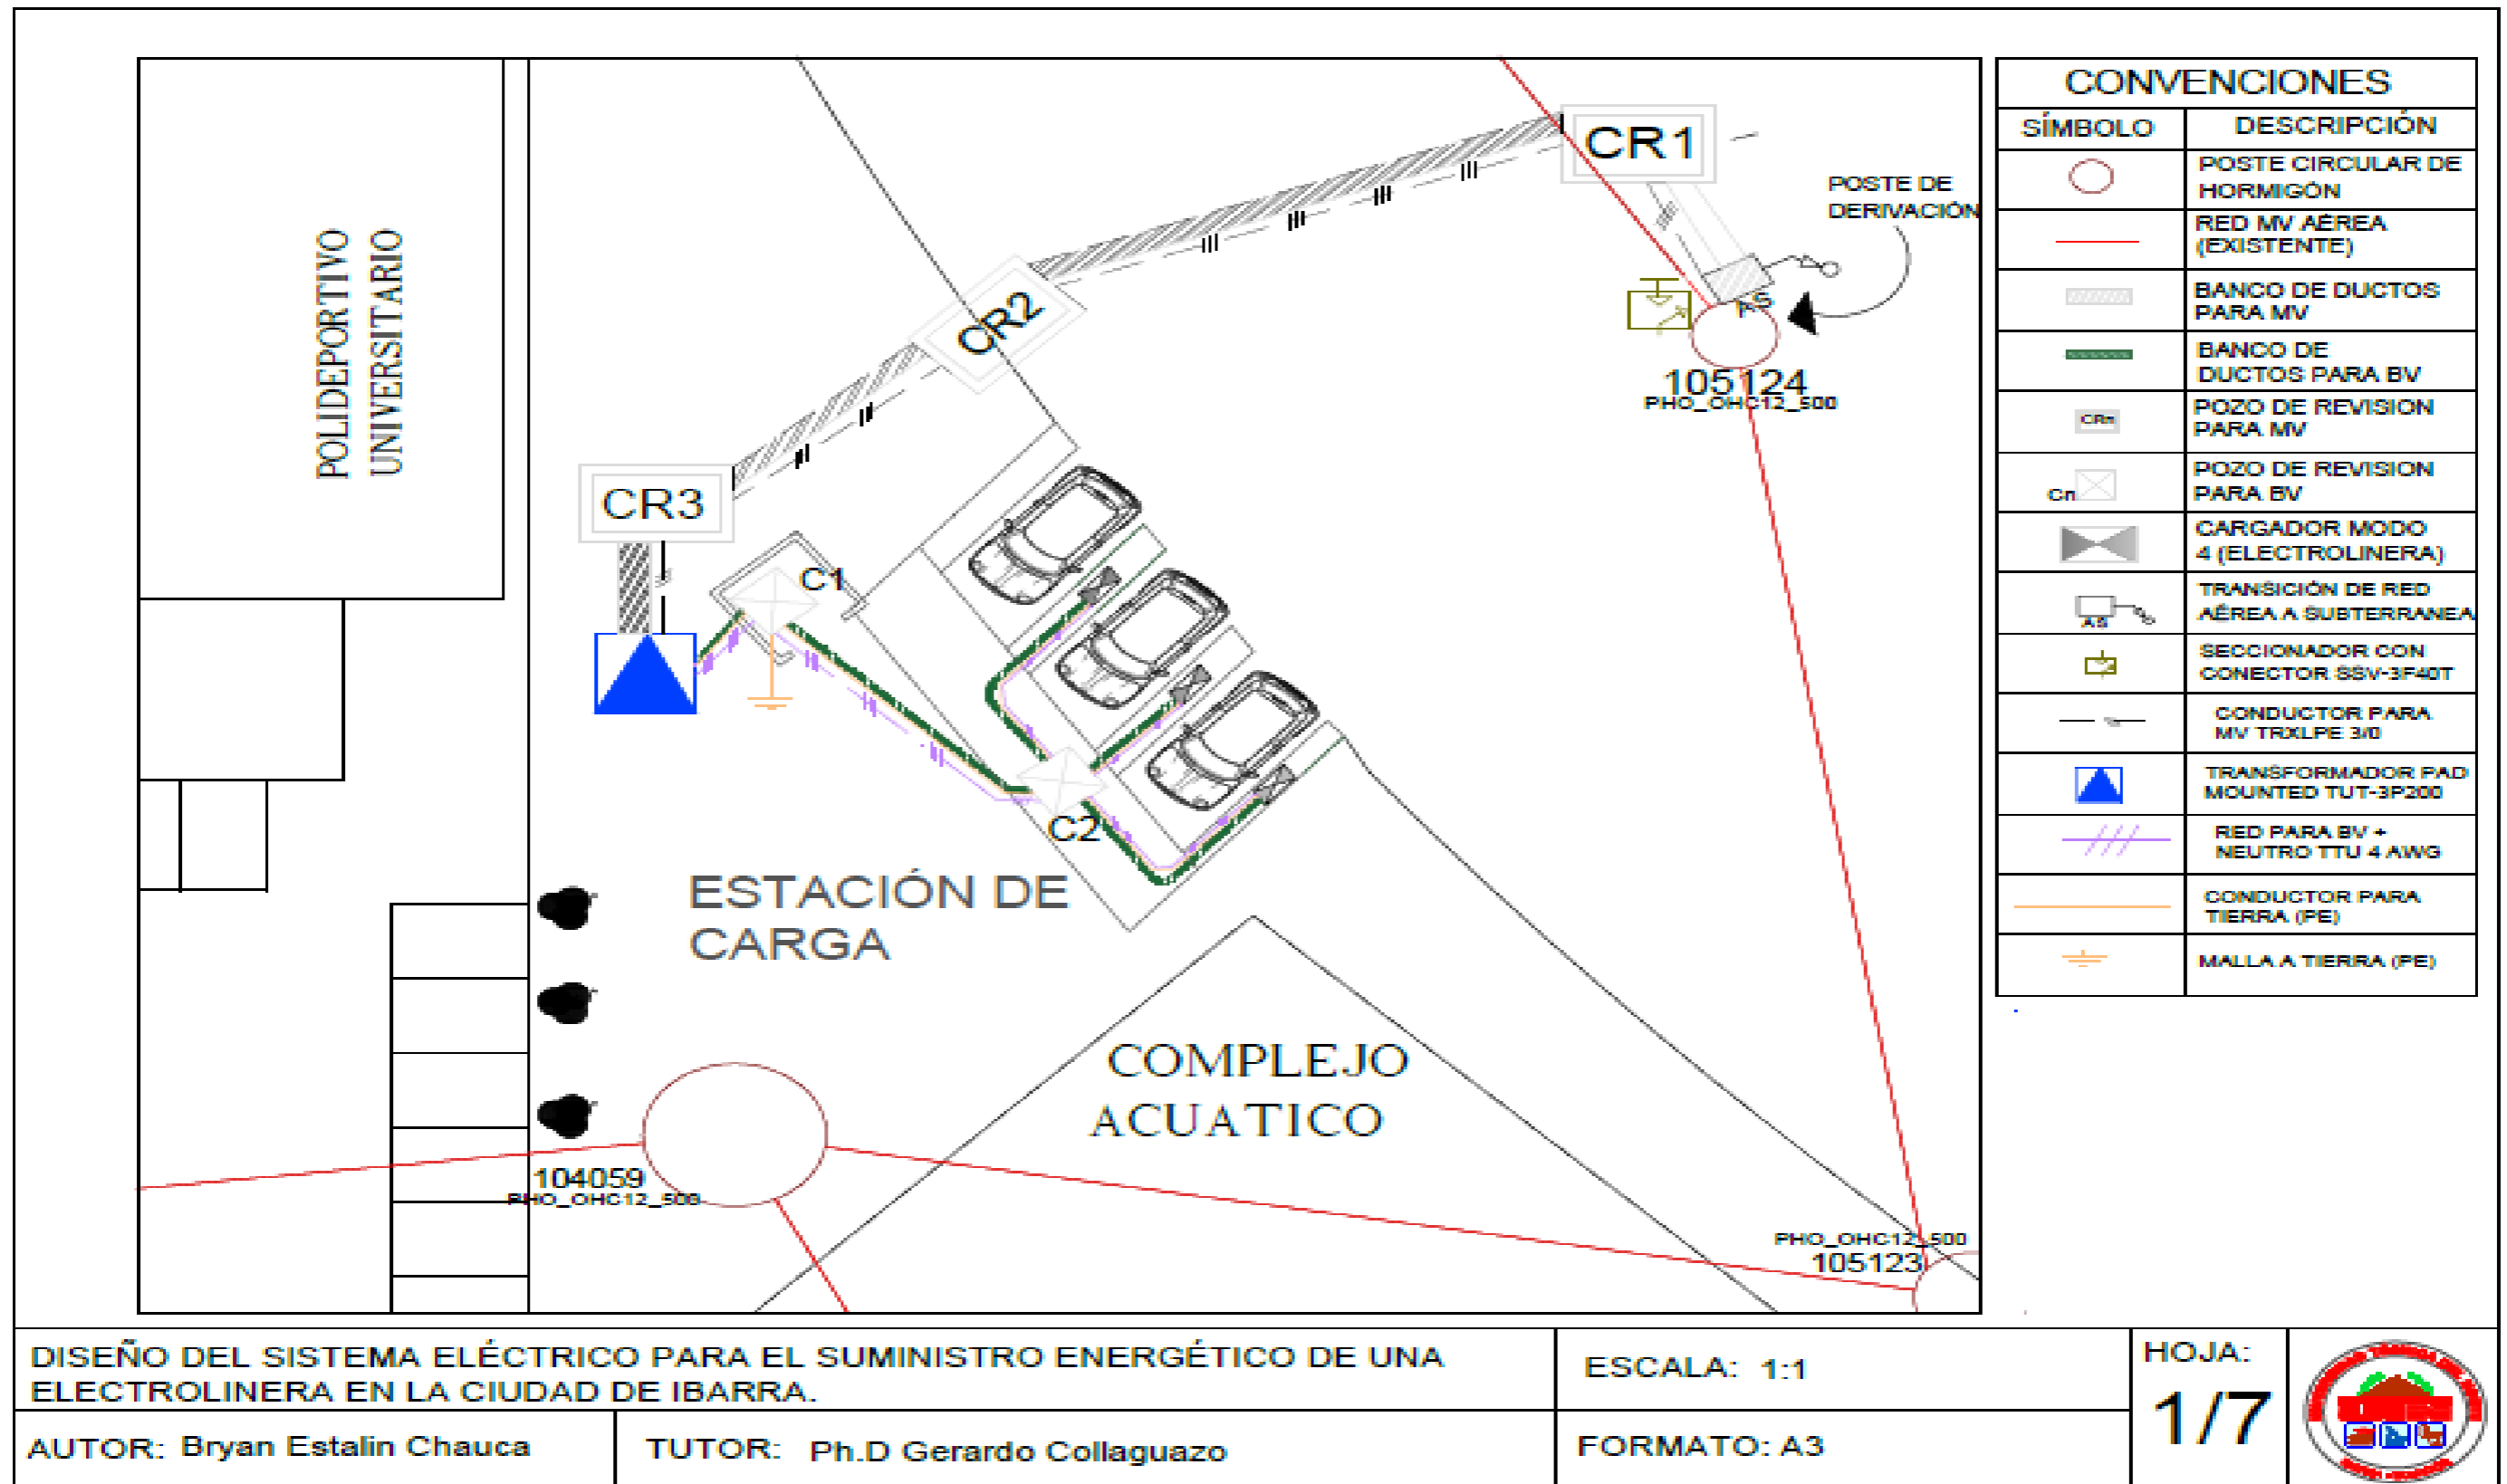 POLIDEPORTIVO
UNIVERSITARIO
CR1
CR2
CR3
C1
C2
POSTE DE
DERIVACIÓN
AS
105124
PHO_OHC12_500
ESTACIÓN DE
CARGA
COMPLEJO
ACUATICO
104059
PHO_OHC12_500
PHO_OHC12_500
105123
CONVENCIONES
SÍMBOLO DESCRIPCIÓN
POSTE CIRCULAR DE
HORMIGÓN
RED MV AÉREA
(EXISTENTE)
BANCO DE DUCTOS
PARA MV
BANCO DE
DUCTOS PARA BV
CRn
POZO DE REVISION
PARA MV
Cn
POZO DE REVISION
PARA BV
CARGADOR MODO
4 (ELECTROLINERA)
AS
TRANSICIÓN DE RED
AÉREA A SUBTERRANEA
SECCIONADOR CON
CONECTOR SSV-3F40T
CONDUCTOR PARA
MV TRXLPE 3/0
TRANSFORMADOR PAD
MOUNTED TUT-3P200
RED PARA BV +
NEUTRO TTU 4 AWG
CONDUCTOR PARA
TIERRA (PE)
MALLA A TIERRA (PE)
DISEÑO DEL SISTEMA ELÉCTRICO PARA EL SUMINISTRO ENERGÉTICO DE UNA
ELECTROLINERA EN LA CIUDAD DE IBARRA.
ESCALA: 1:1
HOJA:
1/7
AUTOR: Bryan Estalin Chauca
TUTOR: Ph.D Gerardo Collaguazo
FORMATO: A3